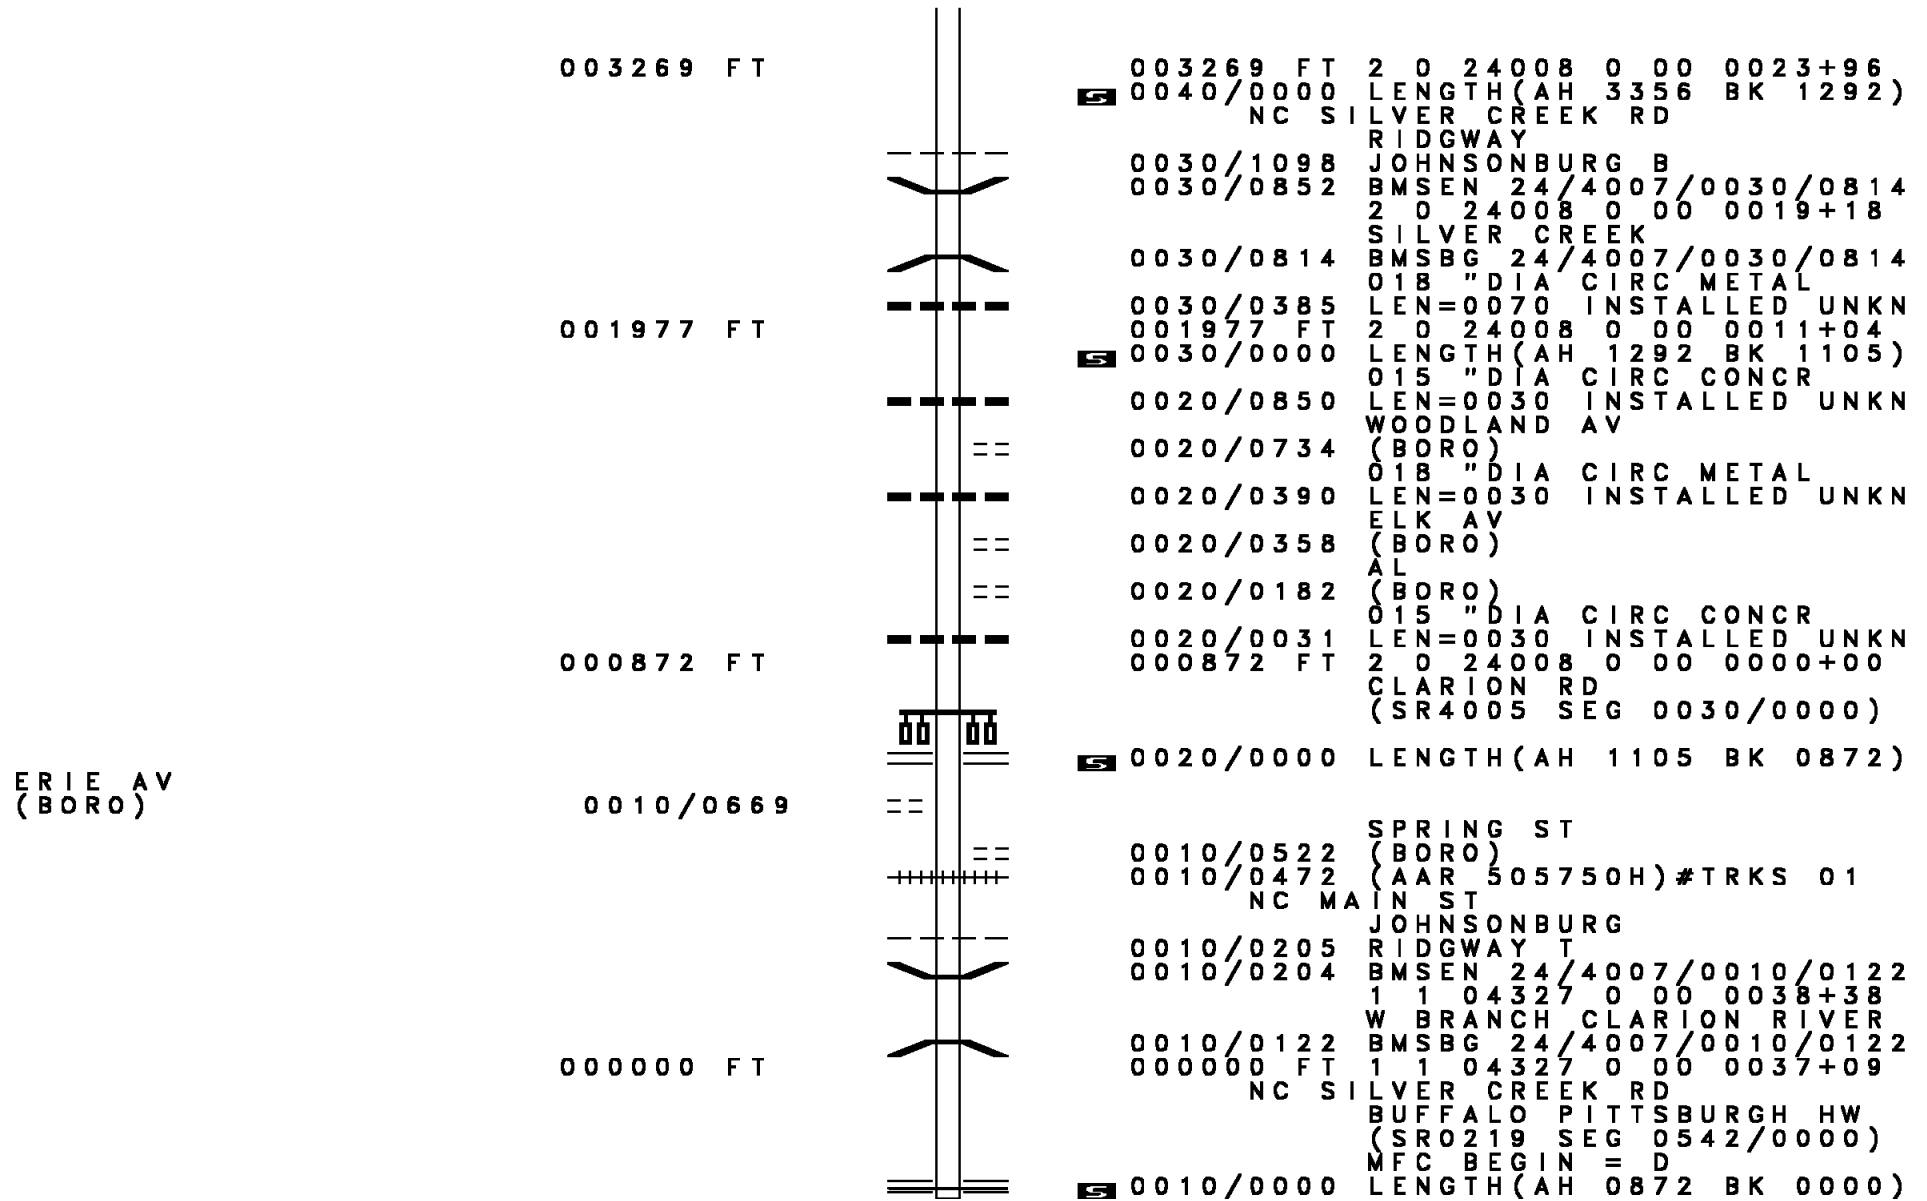 003269 FT 003269 FT 2 0 24008 0 00 0023+96
S 0040/0000 LENGTH(AH 3356 BK 1292)
NC SILVER CREEK RD
RIDGWAY
0030/1098 JOHNSONBURG B
0030/0852 BMSEN 24/4007/0030/0814
2 0 24008 0 00 0019+18
SILVER CREEK
0030/0814 BMSBG 24/4007/0030/0814
018 "DIA CIRC METAL
0030/0385 LEN=0070 INSTALLED UNKN
001977 FT 001977 FT 2 0 24008 0 00 0011+04
S 0030/0000 LENGTH(AH 1292 BK 1105)
015 "DIA CIRC CONCR
0020/0850 LEN=0030 INSTALLED UNKN
WOODLAND AV
0020/0734 (BORO)
018 "DIA CIRC METAL
0020/0390 LEN=0030 INSTALLED UNKN
ELK AV
0020/0358 (BORO)
AL
0020/0182 (BORO)
015 "DIA CIRC CONCR
0020/0031 LEN=0030 INSTALLED UNKN
000872 FT 000872 FT 2 0 24008 0 00 0000+00
CLARION RD
(SR4005 SEG 0030/0000)
S 0020/0000 LENGTH(AH 1105 BK 0872)
ERIE AV
(BORO) 0010/0669
SPRING ST
0010/0522 (BORO)
0010/0472 (AAR 505750H)#TRKS 01
NC MAIN ST
JOHNSONBURG
0010/0205 RIDGWAY T
0010/0204 BMSEN 24/4007/0010/0122
1 1 04327 0 00 0038+38
W BRANCH CLARION RIVER
0010/0122 BMSBG 24/4007/0010/0122
000000 FT 000000 FT 1 1 04327 0 00 0037+09
NC SILVER CREEK RD
BUFFALO PITTSBURGH HW
(SR0219 SEG 0542/0000)
MFC BEGIN = D
S 0010/0000 LENGTH(AH 0872 BK 0000)